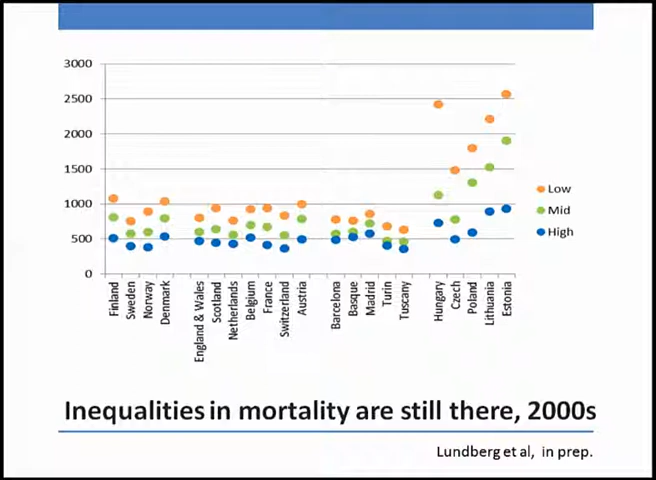 3000
2500
2000
1500
1000
500
0
Low
Mid
High
Finland
Sweden
Norway
Denmark
England & Wales
Scotland
Netherlands
Belgium
France
Switzerland
Austria
Barcelona
Basque
Madrid
Turin
Tuscany
Hungary
Czech
Poland
Lithuania
Estonia
Inequalities in mortality are still there, 2000s
Lundberg et al, in prep.